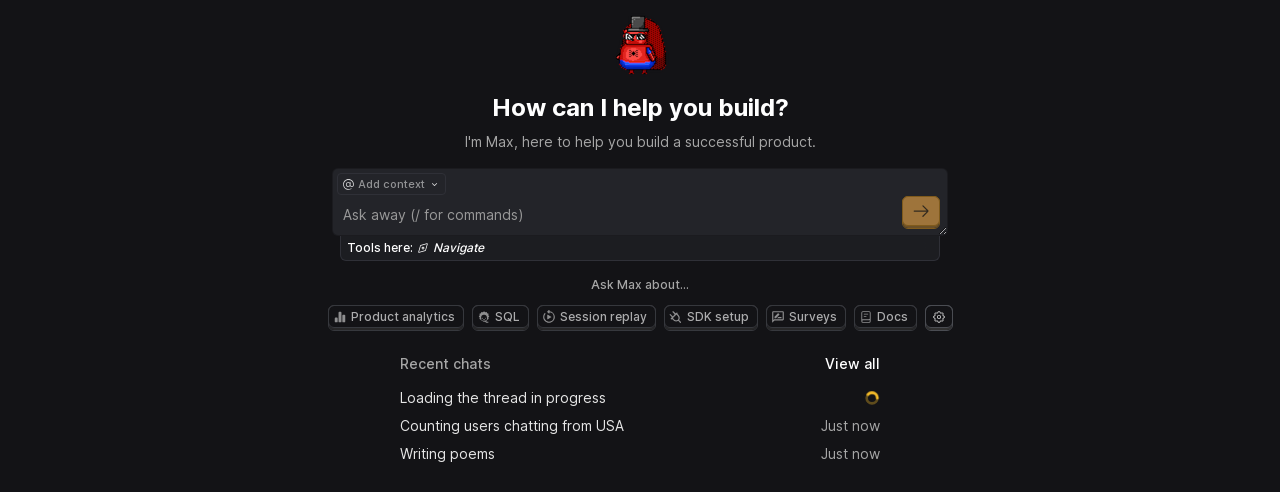 How can I help you build?
I'm Max, here to help you build a successful product.
@ Add context
Ask away (/ for commands)
Tools here: Navigate
Ask Max about...
Product analytics SQL Session replay SDK setup Surveys Docs
Recent chats View all
Loading the thread in progress
Counting users chatting from USA Just now
Writing poems Just now